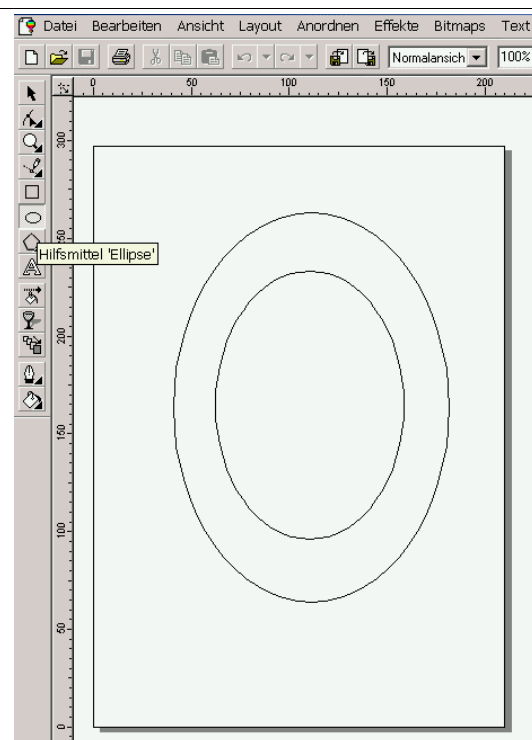 Datei Bearbeiten Ansicht Layout Anordnen Effekte Bitmaps Text
Normalansich 100%
0 50 100 150 200
300
250
Hilfsmittel 'Ellipse'
200
150
100
50
0